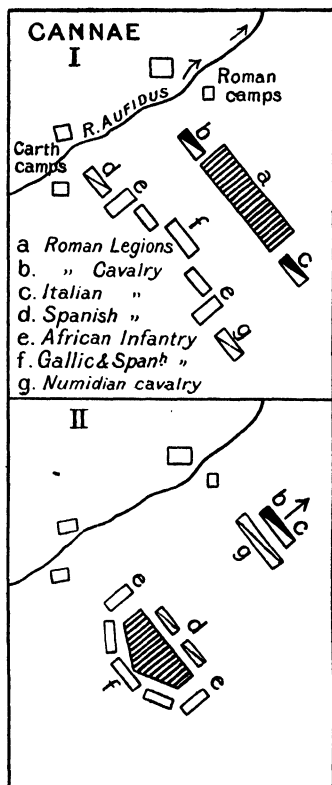 CANNAE
I
R. AUFIDUS
Roman
camps
Carth
camps
b
a
d
e
f
c
e
g
a Roman Legions
b. „ Cavalry
c. Italian „
d. Spanish „
e. African Infantry
f. Gallic & Spanh „
g. Numidian cavalry
II
b
c
g
e
d
f
e